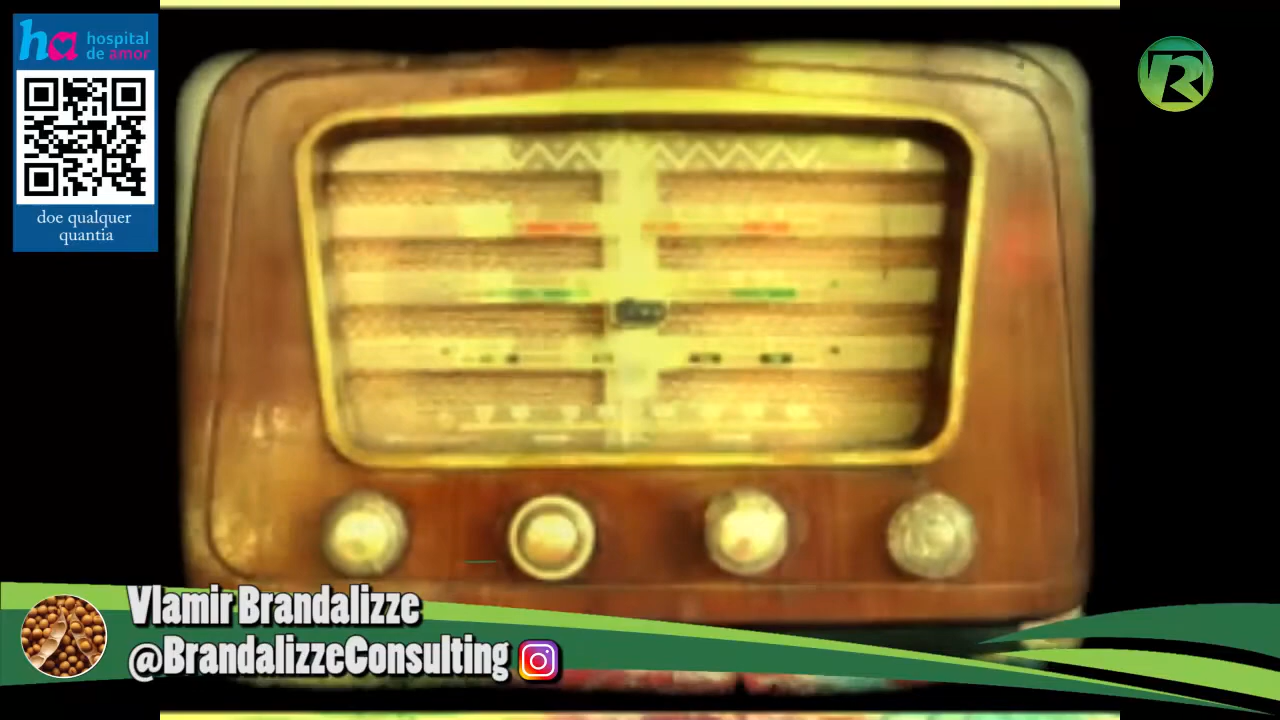 ha hospital
de amor
doe qualquer
quantia
R
Vlamir Brandalizze
@BrandalizzeConsulting